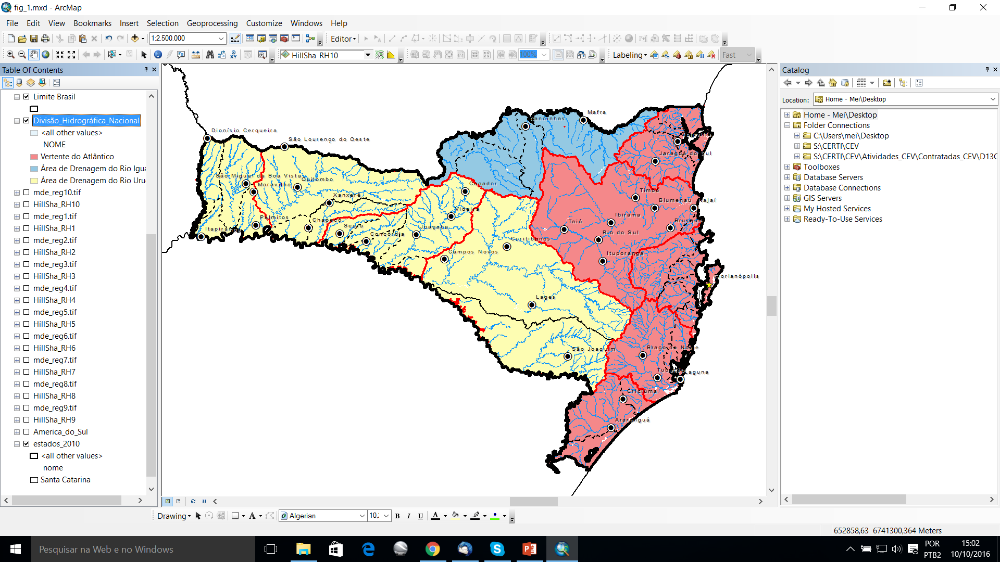 fig_1.mxd - ArcMap
File Edit View Bookmarks Insert Selection Geoprocessing Customize Windows Help
1:2.500.000 Editor
HillSha_RH10 100% Labeling Fast
Table Of Contents
Limite Brasil
Divisão_Hidrográfica_Nacional
<all other values>
NOME
Vertente do Atlântico
Área de Drenagem do Rio Igua
Área de Drenagem do Rio Uru
mde_reg10.tif
HillSha_RH10
mde_reg1.tif
HillSha_RH1
mde_reg2.tif
HillSha_RH2
mde_reg3.tif
HillSha_RH3
mde_reg4.tif
HillSha_RH4
mde_reg5.tif
HillSha_RH5
mde_reg6.tif
HillSha_RH6
mde_reg7.tif
HillSha_RH7
mde_reg8.tif
HillSha_RH8
mde_reg9.tif
HillSha_RH9
America_do_Sul
estados_2010
<all other values>
nome
Santa Catarina
Mafra
Dionísio Cerqueira
São Lourenço do Oeste
Jaraguá do Sul
São Miguel da Boa Vista
Quilombo
Maravilha
Caçador
Timbó
Xanxerê
Blumenau
Itajaí
Videira
Ibirama
Palmitos
Chapecó
Taió
Brusque
Itapiranga
Seara
Joaçaba
Rio do Sul
Concórdia
Curitibanos
Campos Novos
Ituporanga
Florianópolis
Lages
São Joaquim
Braço do Norte
Tubarão
Laguna
Criciúma
Araranguá
Catalog
Location: Home - Mei\Desktop
Home - Mei\Desktop
Folder Connections
C:\Users\mei\Desktop
S:\CERTI\CEV
S:\CERTI\CEV\Atividades_CEV\Contratadas_CEV\D13C
Toolboxes
Database Servers
Database Connections
GIS Servers
My Hosted Services
Ready-To-Use Services
Drawing A Algerian 10, B I U A
652858,63 6741300,364 Meters
Pesquisar na Web e no Windows
POR
PTB2
15:02
10/10/2016